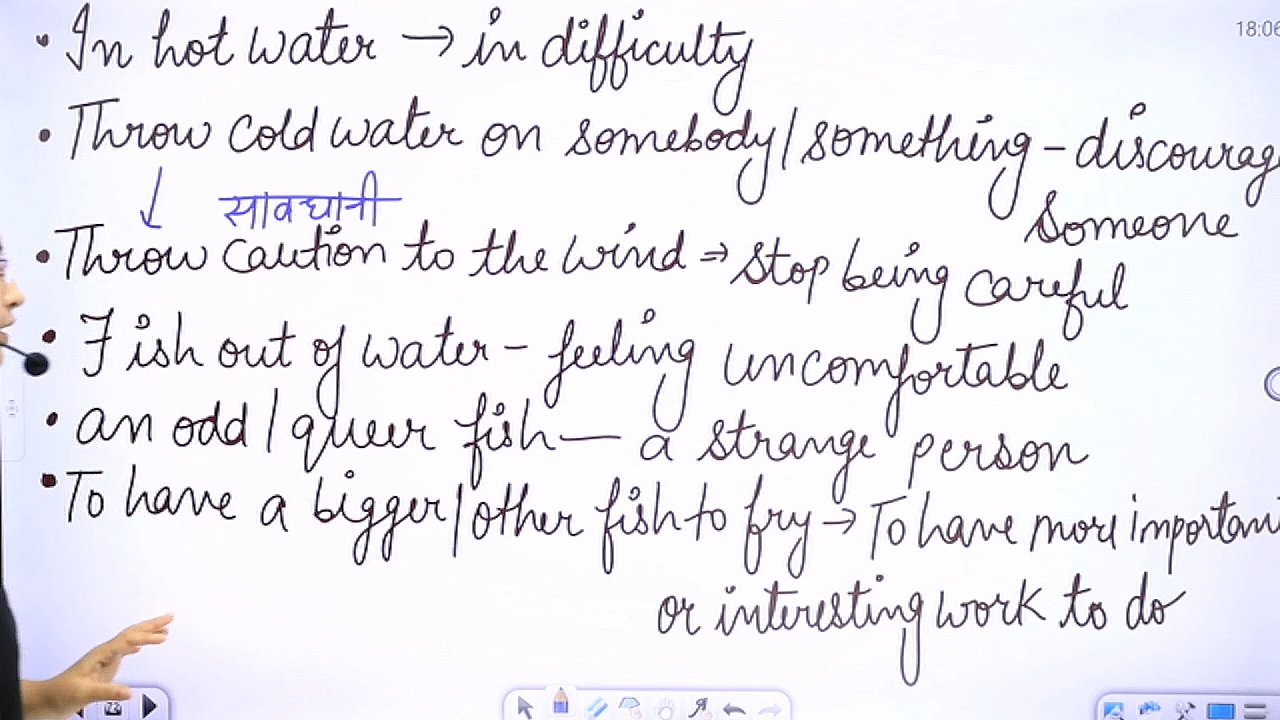 18:06
• In hot water → in difficulty
• Throw cold water on somebody/something – discourag
someone
↓ सावधानी
• Throw caution to the wind ⇒ stop being careful
• Fish out of water – feeling uncomfortable
• an odd/queer fish — a strange person
• To have a bigger/other fish to fry → To have more important
or interesting work to do
23